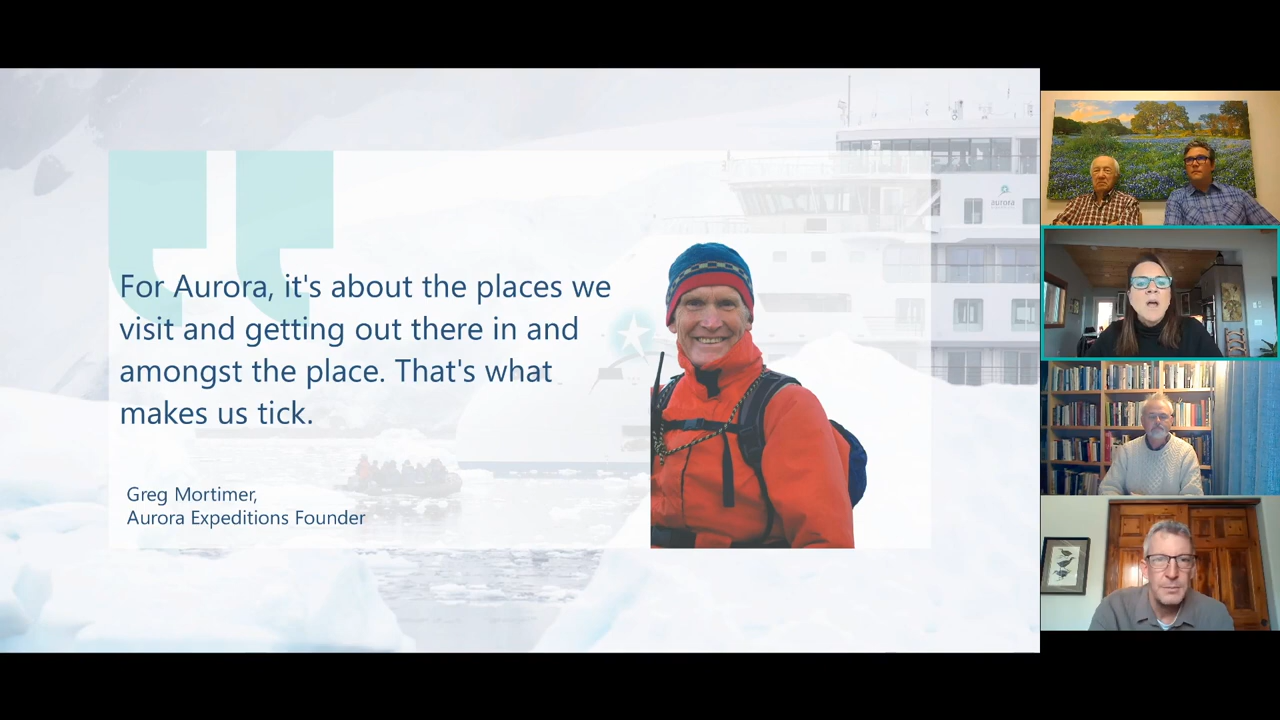 aurora
For Aurora, it's about the places we
visit and getting out there in and
amongst the place. That's what
makes us tick.
Greg Mortimer,
Aurora Expeditions Founder